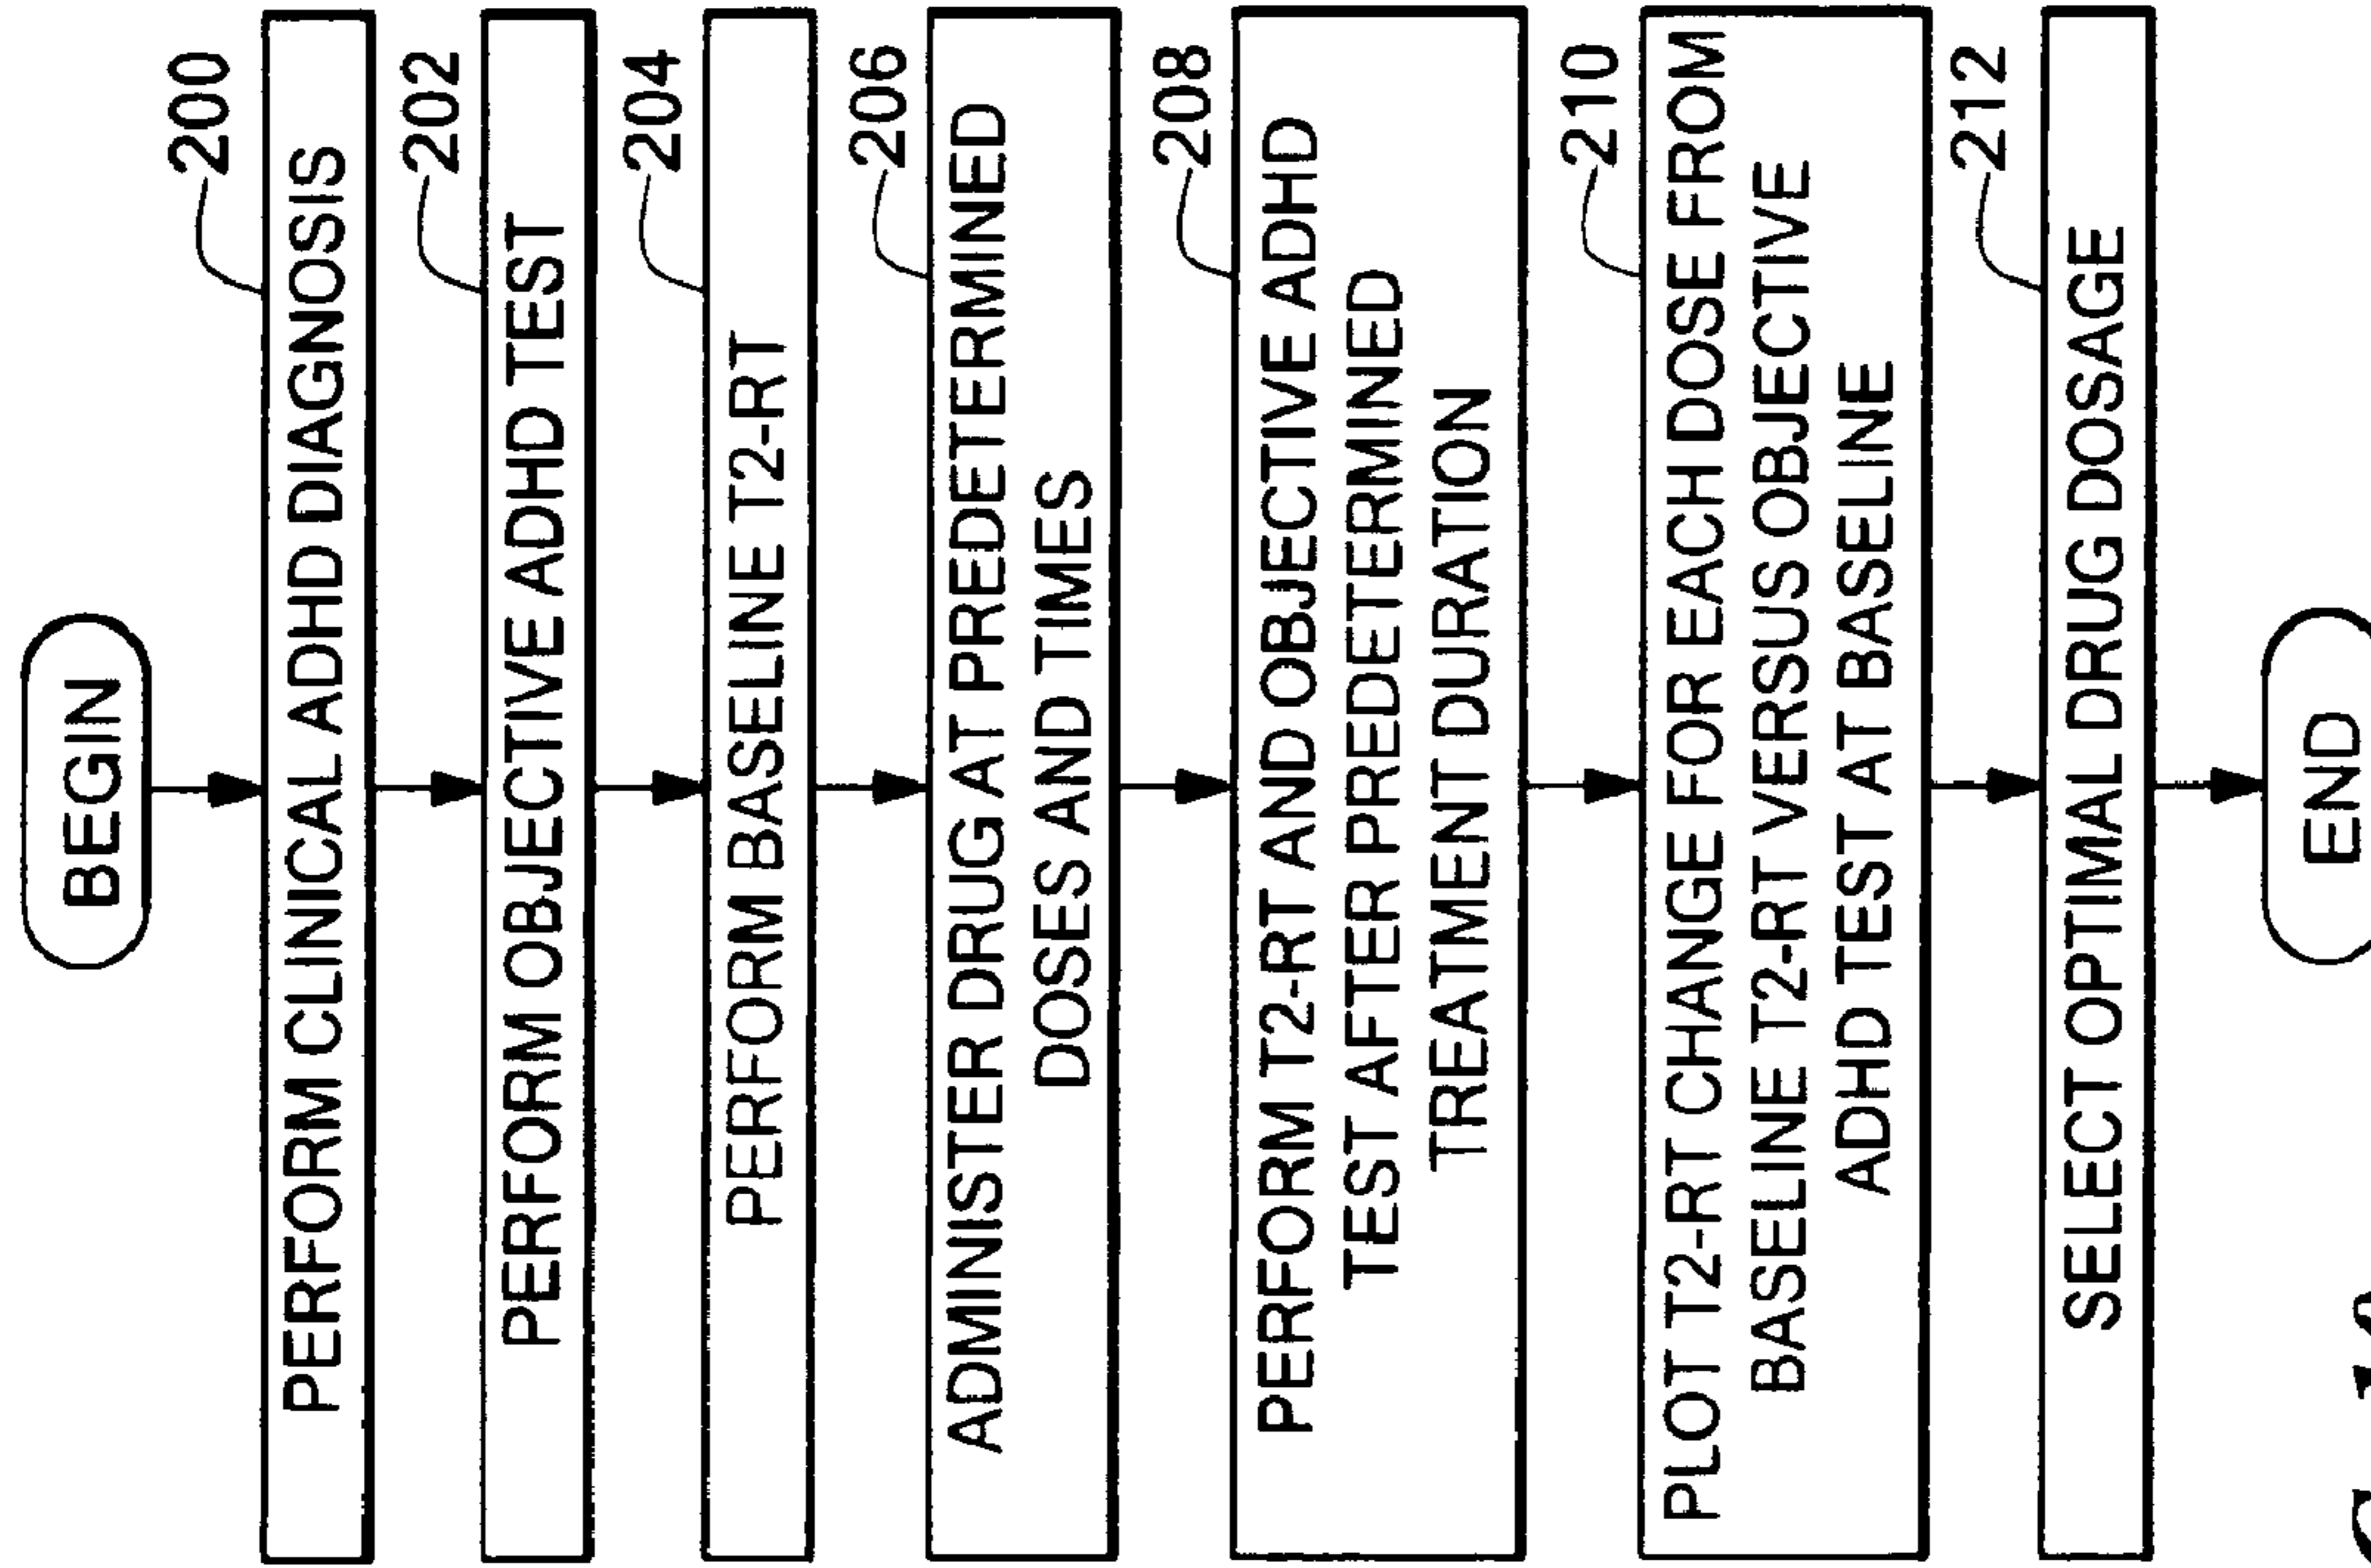 BEGIN
200
PERFORM CLINICAL ADHD DIAGNOSIS
202
PERFORM OBJECTIVE ADHD TEST
204
PERFORM BASELINE T2-RT
206
ADMINISTER DRUG AT PREDETERMINED
DOSES AND TIMES
208
PERFORM T2-RT AND OBJECTIVE ADHD
TEST AFTER PREDETERMINED
TREATMENT DURATION
210
PLOT T2-RT CHANGE FOR EACH DOSE FROM
BASELINE T2-RT VERSUS OBJECTIVE
ADHD TEST AT BASELINE
212
SELECT OPTIMAL DRUG DOSAGE
END